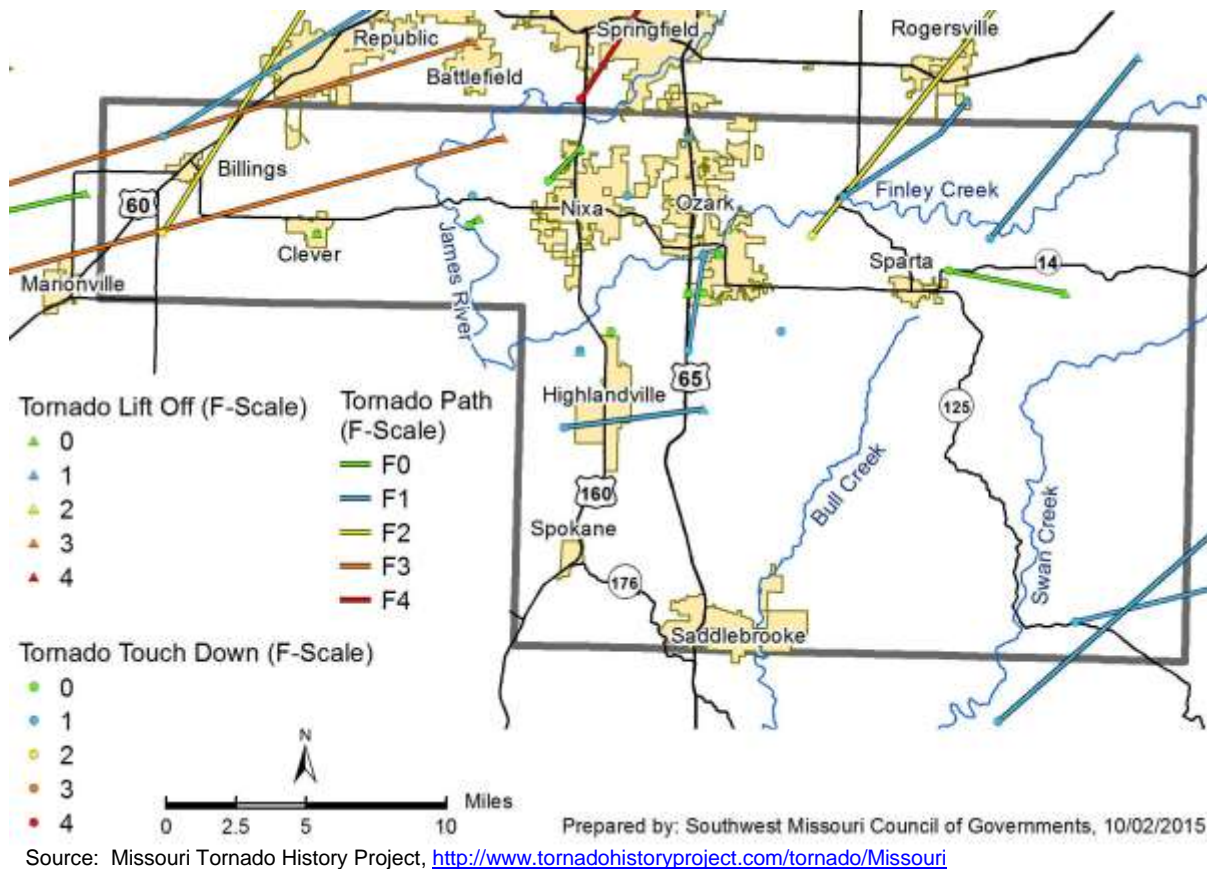 Springfield
Republic
Rogersville
Battlefield
Billings
60
Finley Creek
Nixa
Ozark
Clever
James River
Sparta
14
Marionville
65
Highlandville
125
Bull Creek
160
Spokane
Swan Creek
176
Saddlebrooke
Tornado Lift Off (F-Scale)
0
1
2
3
4
Tornado Path
(F-Scale)
F0
F1
F2
F3
F4
Tornado Touch Down (F-Scale)
0
1
2
3
4
N
Miles
0 2.5 5 10
Prepared by: Southwest Missouri Council of Governments, 10/02/2015
Source: Missouri Tornado History Project, http://www.tornadohistoryproject.com/tornado/Missouri